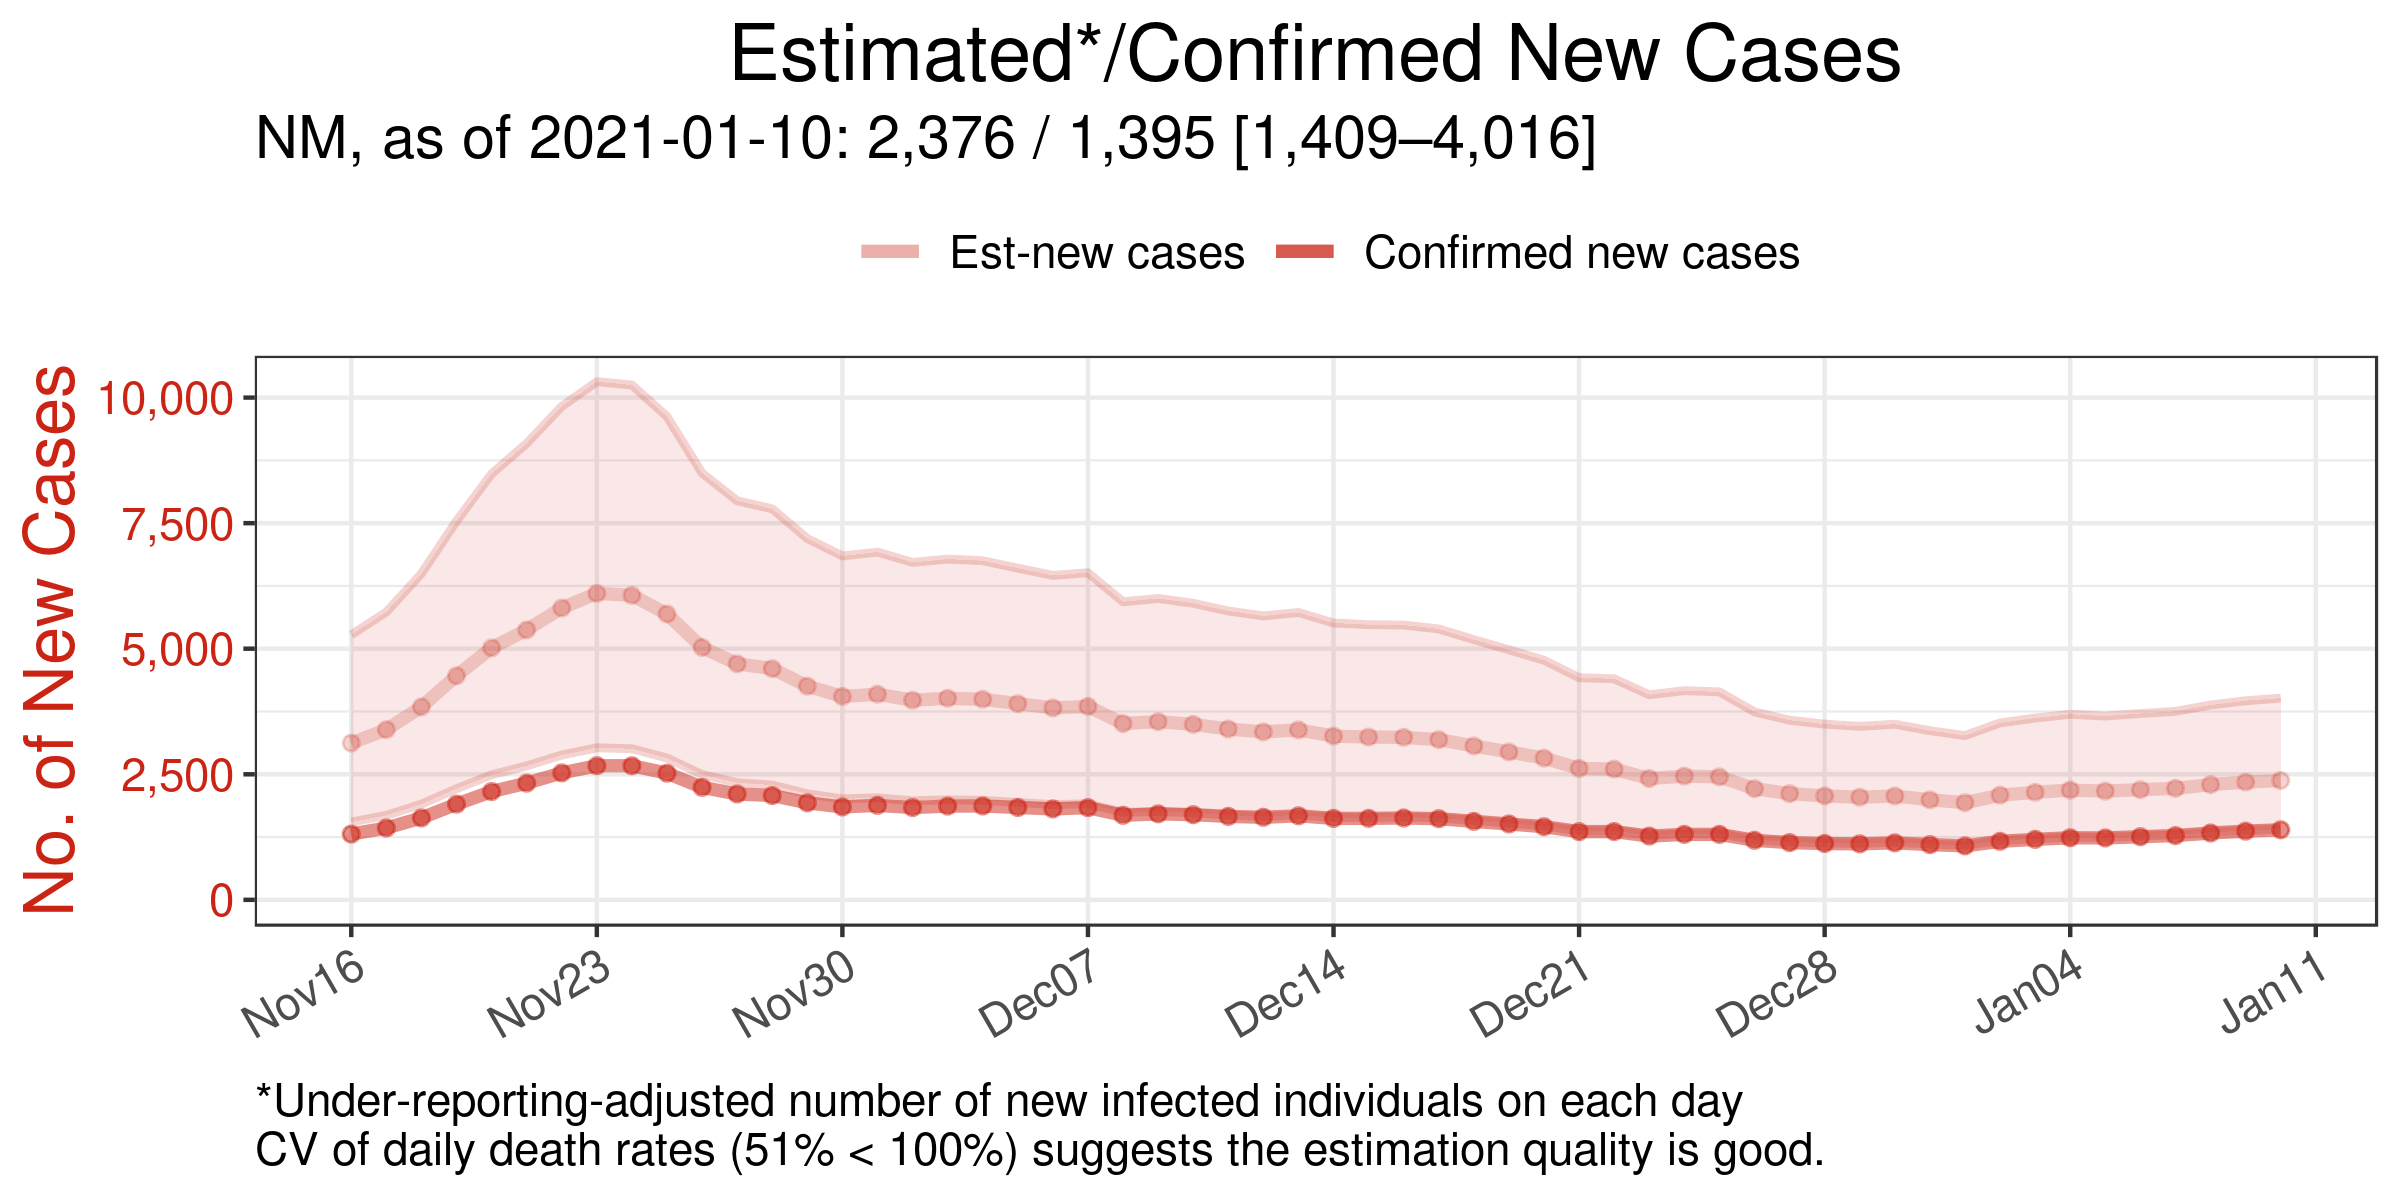 Estimated*/Confirmed New Cases
NM, as of 2021-01-10: 2,376 / 1,395 [1,409–4,016]
Est-new cases
Confirmed new cases
No. of New Cases
10,000
7,500
5,000
2,500
0
Nov16
Nov23
Nov30
Dec07
Dec14
Dec21
Dec28
Jan04
Jan11
*Under-reporting-adjusted number of new infected individuals on each day
CV of daily death rates (51% < 100%) suggests the estimation quality is good.